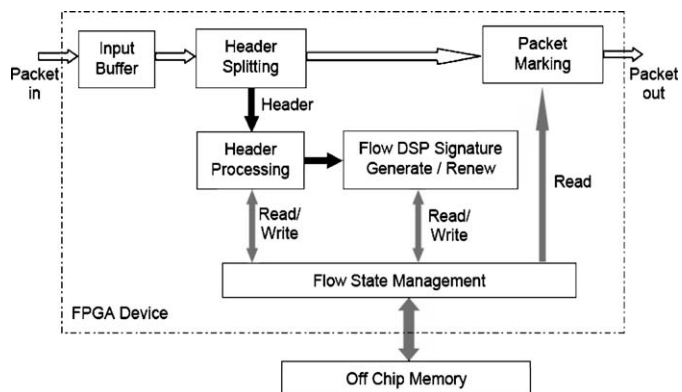 Packet
in
Input
Buffer
Header
Splitting
Packet
Marking
Packet
out
Header
Header
Processing
Flow DSP Signature
Generate / Renew
Read/
Write
Read/
Write
Read
Flow State Management
FPGA Device
Off Chip Memory